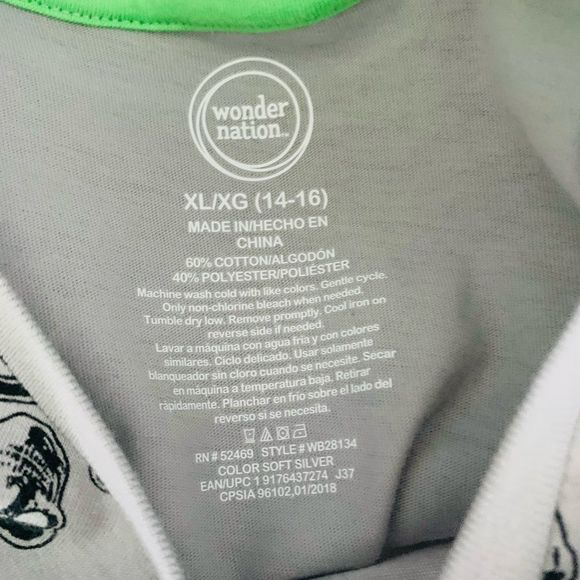 wonder
nation™
XL/XG (14-16)
MADE IN/HECHO EN
CHINA
60% COTTON/ALGODÓN
40% POLYESTER/POLIÉSTER
Machine wash cold with like colors. Gentle cycle.
Only non-chlorine bleach when needed.
Tumble dry low. Remove promptly. Cool iron on
reverse side if needed.
Lavar a máquina con agua fria y con colores
similares. Ciclo delicado. Usar solamente
blanqueador sin cloro cuando se necesite. Secar
en máquina a temperatura baja. Retirar
rápidamente. Planchar en frio sobre el lado del
reverso si se necesita.
RN # 52469 STYLE # WB28134
COLOR SOFT SILVER
EAN/UPC 1 9176437274 J37
CPSIA 96102,01/2018